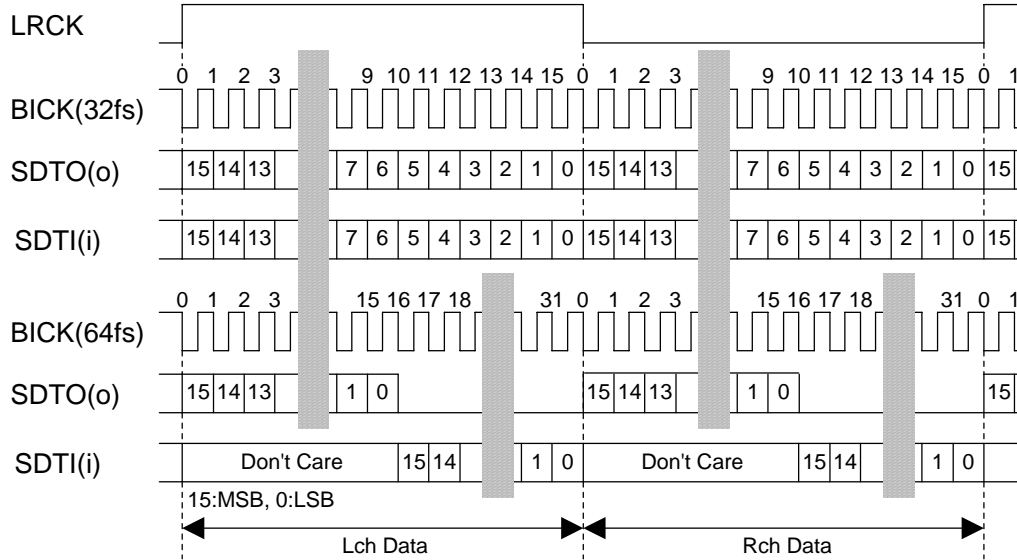 LRCK
0 1 2 3 9 10 11 12 13 14 15 0 1 2 3 9 10 11 12 13 14 15 0 1
BICK(32fs)
SDTO(o) 15 14 13 7 6 5 4 3 2 1 0 15 14 13 7 6 5 4 3 2 1 0 15
SDTI(i) 15 14 13 7 6 5 4 3 2 1 0 15 14 13 7 6 5 4 3 2 1 0 15
0 1 2 3 15 16 17 18 31 0 1 2 3 15 16 17 18 31 0 1
BICK(64fs)
SDTO(o) 15 14 13 1 0 15 14 13 1 0 15
SDTI(i) Don't Care 15 14 1 0 Don't Care 15 14 1 0
15:MSB, 0:LSB
Lch Data Rch Data